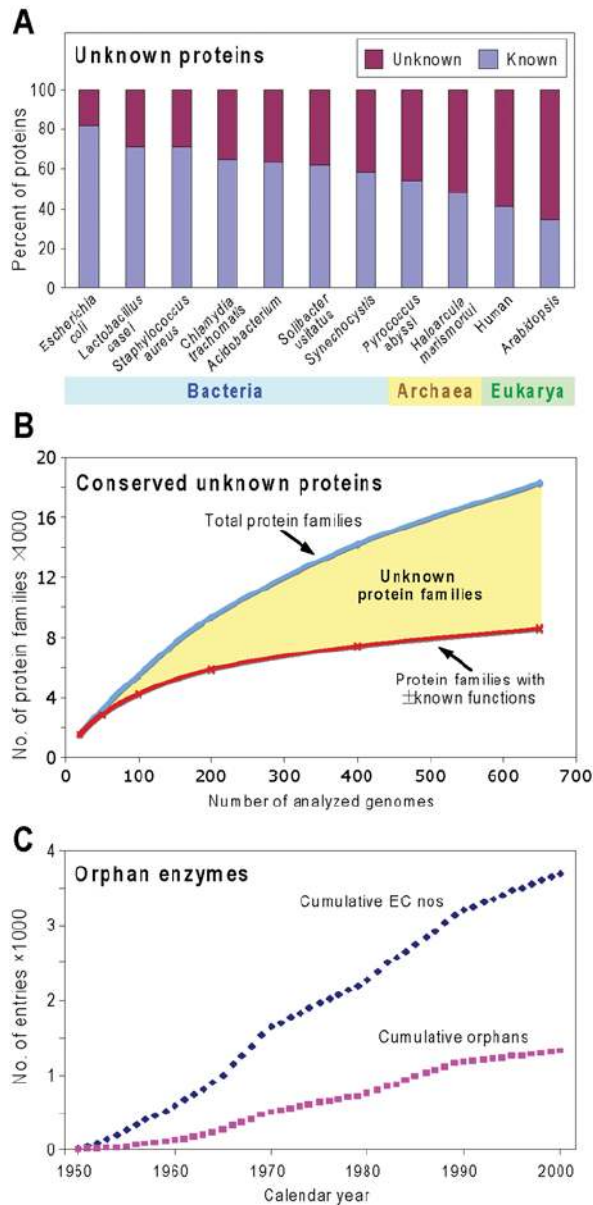 A
Unknown proteins
Unknown
Known
Percent of proteins
100
80
60
40
20
0
Escherichia
coli
Lactobacillus
casei
Staphylococcus
aureus
Chlamydia
trachomatis
Acidobacterium
Solibacter
usitatus
Synechocystis
Pyrococcus
abyssi
Haloarcula
marismortui
Human
Arabidopsis
Bacteria
Archaea
Eukarya
B
Conserved unknown proteins
No. of protein families ×1000
20
16
12
8
4
0
Total protein families
Unknown
protein families
Protein families with
±known functions
0
100
200
300
400
500
600
700
Number of analyzed genomes
C
Orphan enzymes
No. of entries ×1000
4
3
2
1
0
Cumulative EC nos
Cumulative orphans
1950
1960
1970
1980
1990
2000
Calendar year